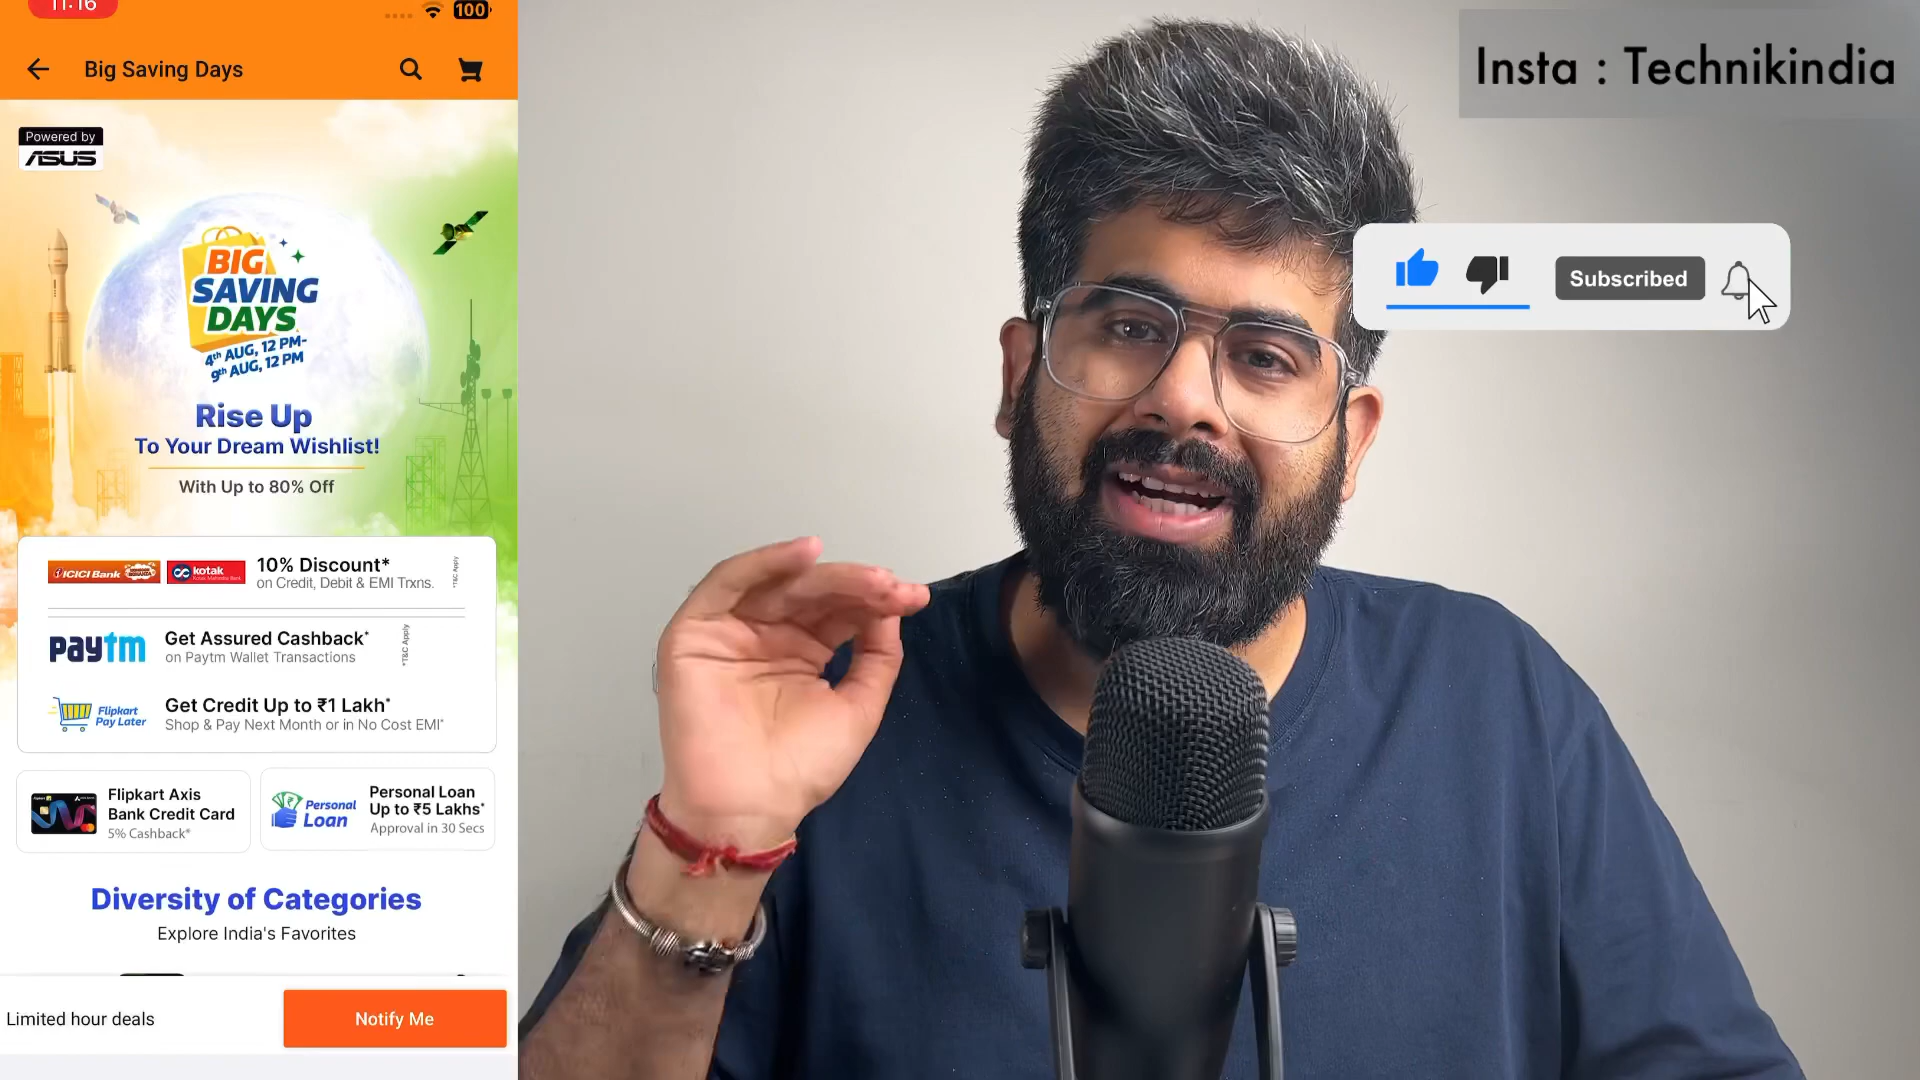 11:16
100
Big Saving Days
Powered by
ASUS
BIG
SAVING
DAYS
4th AUG, 12 PM-
9th AUG, 12 PM
Rise Up
To Your Dream Wishlist!
With Up to 80% Off
ICICI Bank
kotak
Kotak Mahindra Bank
10% Discount*
on Credit, Debit & EMI Trxns.
*T&C Apply
paytm
Get Assured Cashback*
on Paytm Wallet Transactions
*T&C Apply
Flipkart
Pay Later
Get Credit Up to ₹1 Lakh*
Shop & Pay Next Month or in No Cost EMI*
Flipkart Axis
Bank Credit Card
5% Cashback*
Personal
Loan
Personal Loan
Up to ₹5 Lakhs*
Approval in 30 Secs
Diversity of Categories
Explore India's Favorites
Limited hour deals
Notify Me
Insta : Technikindia
Subscribed